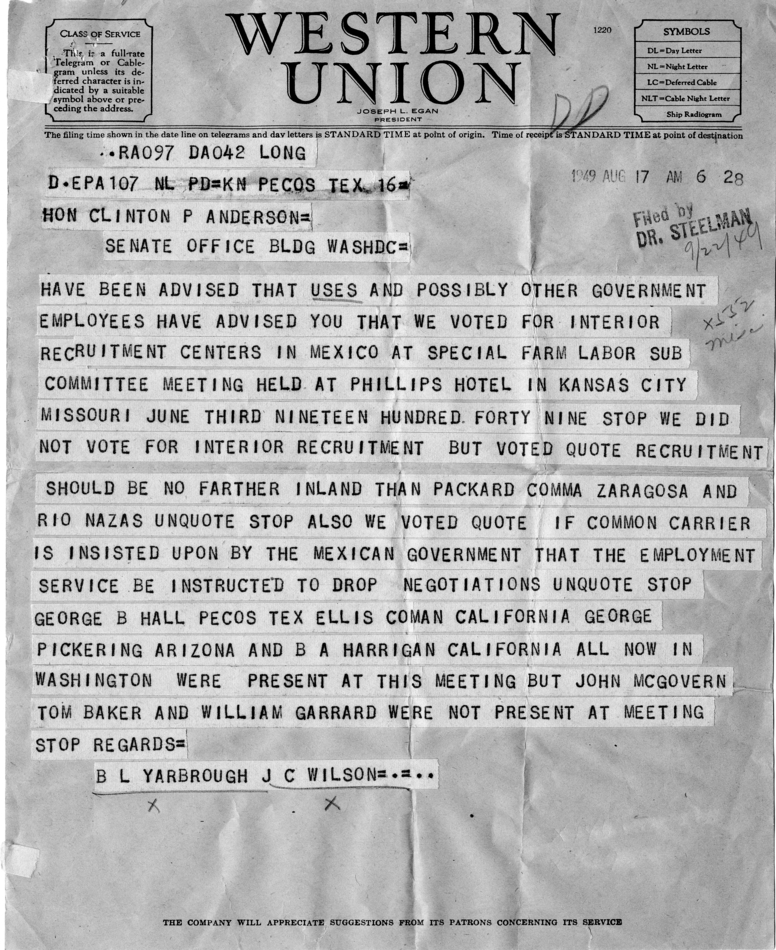 CLASS OF SERVICE
This is a full-rate
Telegram or Cable-
gram unless its de-
ferred character is in-
dicated by a suitable
symbol above or pre-
ceding the address.
WESTERN
UNION
JOSEPH L. EGAN
PRESIDENT
1220
SYMBOLS
DL=Day Letter
NL=Night Letter
LC=Deferred Cable
NLT=Cable Night Letter
Ship Radiogram
The filing time shown in the date line on telegrams and day letters is STANDARD TIME at point of origin. Time of receipt is STANDARD TIME at point of destination
..RA097 DA042 LONG
D.EPA107 NL PD=KN PECOS TEX 16=
1949 AUG 17 AM 6 28
HON CLINTON P ANDERSON=
SENATE OFFICE BLDG WASHDC=
Filed by
DR. STEELMAN
9/22/49
HAVE BEEN ADVISED THAT USES AND POSSIBLY OTHER GOVERNMENT
EMPLOYEES HAVE ADVISED YOU THAT WE VOTED FOR INTERIOR
x552
misc
RECRUITMENT CENTERS IN MEXICO AT SPECIAL FARM LABOR SUB
COMMITTEE MEETING HELD AT PHILLIPS HOTEL IN KANSAS CITY
MISSOURI JUNE THIRD NINETEEN HUNDRED FORTY NINE STOP WE DID
NOT VOTE FOR INTERIOR RECRUITMENT BUT VOTED QUOTE RECRUITMENT
SHOULD BE NO FARTHER INLAND THAN PACKARD COMMA ZARAGOSA AND
RIO NAZAS UNQUOTE STOP ALSO WE VOTED QUOTE IF COMMON CARRIER
IS INSISTED UPON BY THE MEXICAN GOVERNMENT THAT THE EMPLOYMENT
SERVICE BE INSTRUCTED TO DROP NEGOTIATIONS UNQUOTE STOP
GEORGE B HALL PECOS TEX ELLIS COMAN CALIFORNIA GEORGE
PICKERING ARIZONA AND B A HARRIGAN CALIFORNIA ALL NOW IN
WASHINGTON WERE PRESENT AT THIS MEETING BUT JOHN MCGOVERN
TOM BAKER AND WILLIAM GARRARD WERE NOT PRESENT AT MEETING
STOP REGARDS=
B L YARBROUGH J C WILSON=.=..
x x
THE COMPANY WILL APPRECIATE SUGGESTIONS FROM ITS PATRONS CONCERNING ITS SERVICE